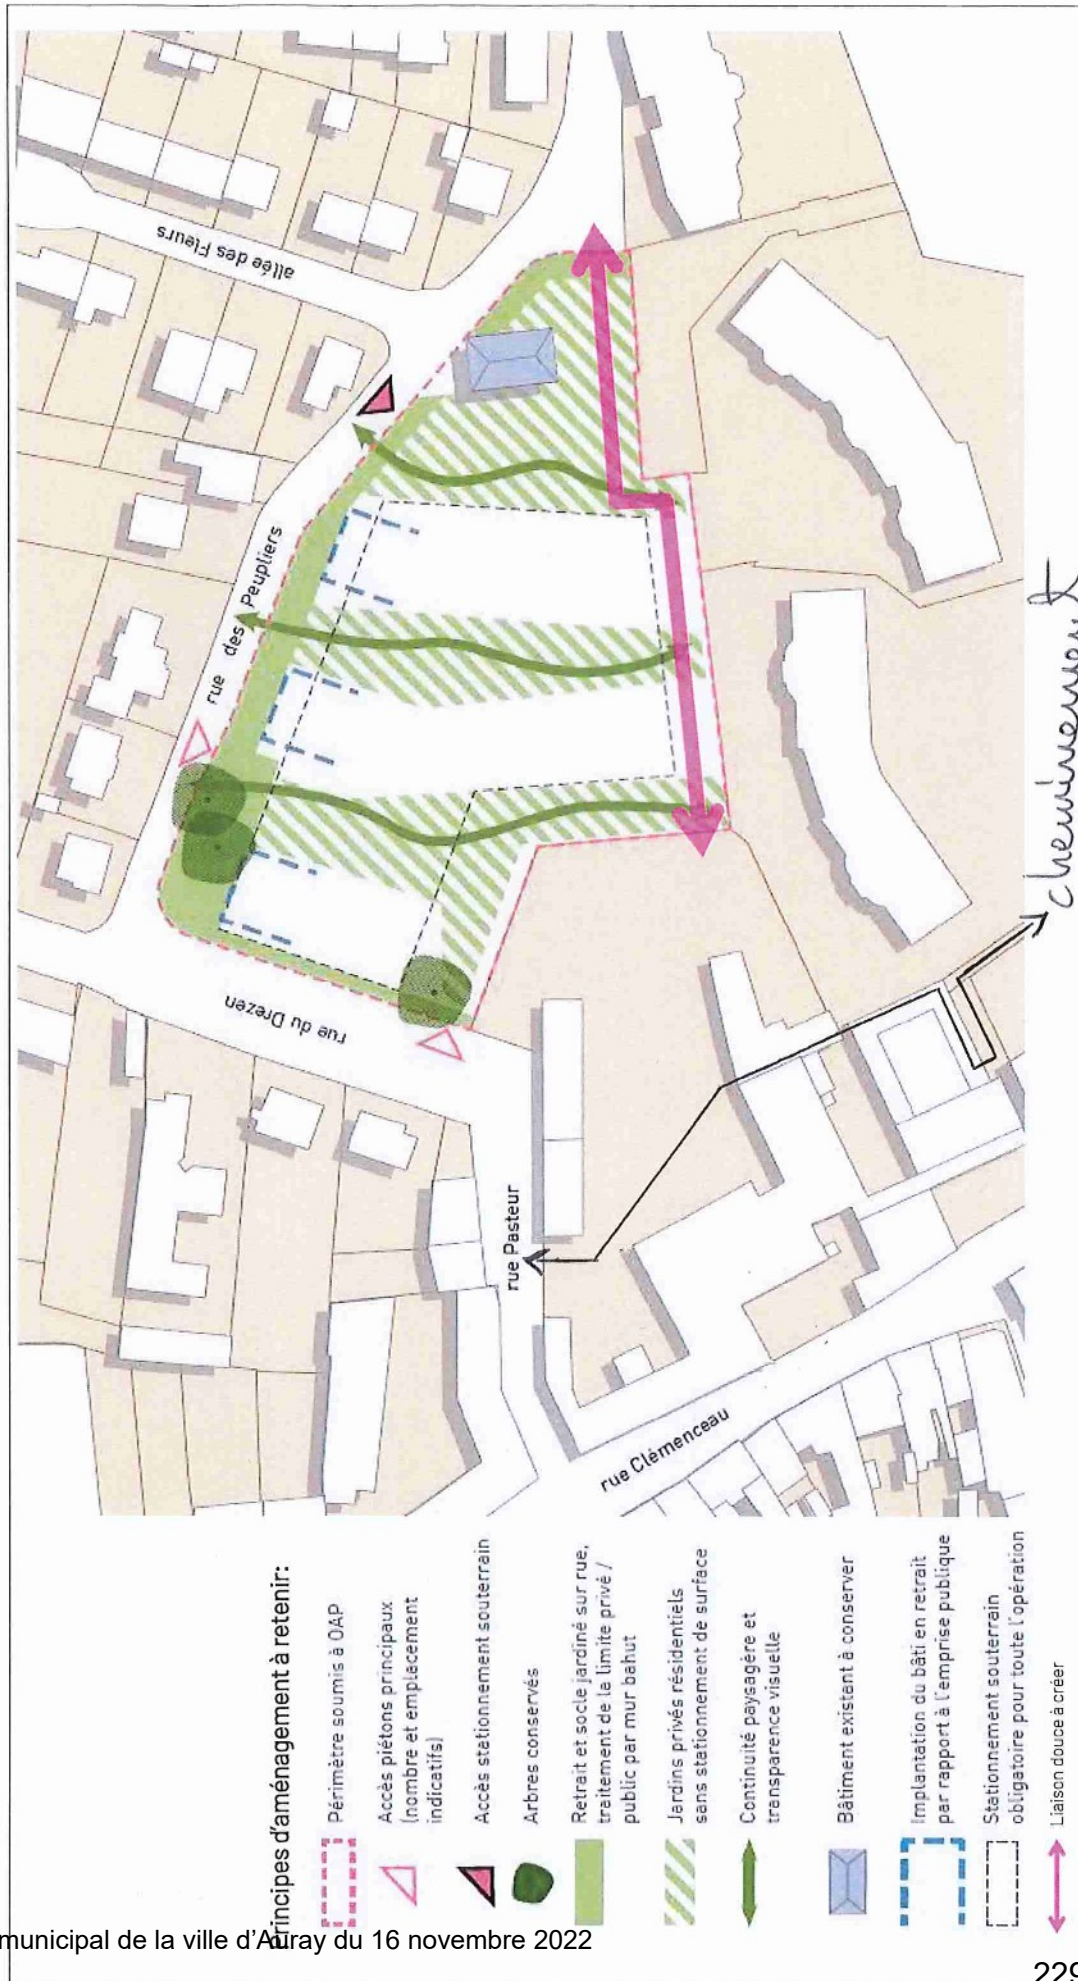 allée des Fleurs
rue des Peupliers
rue du Drezen
rue Pasteur
rue Clémenceau
cheminement
Principes d'aménagement à retenir:
Périmètre soumis à OAP
Accès piétons principaux
(nombre et emplacement
indicatifs)
Accès stationnement souterrain
Arbres conservés
Retrait et socle jardiné sur rue,
traitement de la limite privé /
public par mur bahut
Jardins privés résidentiels
sans stationnement de surface
Continuité paysagère et
transparence visuelle
Bâtiment existant à conserver
Implantation du bâti en retrait
par rapport à l'emprise publique
Stationnement souterrain
obligatoire pour toute l'opération
Liaison douce à créer
municipal de la ville d'Auray du 16 novembre 2022
229